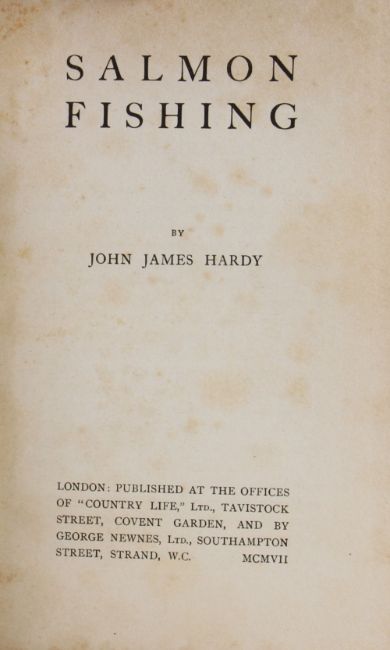 SALMON
FISHING
BY
JOHN JAMES HARDY
LONDON: PUBLISHED AT THE OFFICES
OF "COUNTRY LIFE," LTD., TAVISTOCK
STREET, COVENT GARDEN, AND BY
GEORGE NEWNES, LTD., SOUTHAMPTON
STREET, STRAND, W.C. MCMVII